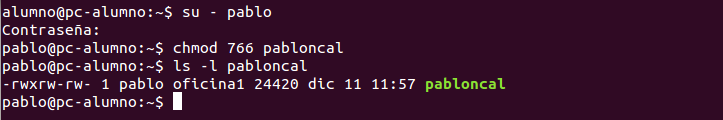 alumno@pc-alumno:~$ su - pablo
Contraseña:
pablo@pc-alumno:~$ chmod 766 pabloncal
pablo@pc-alumno:~$ ls -l pabloncal
-rwxrw-rw- 1 pablo oficina1 24420 dic 11 11:57 pabloncal
pablo@pc-alumno:~$